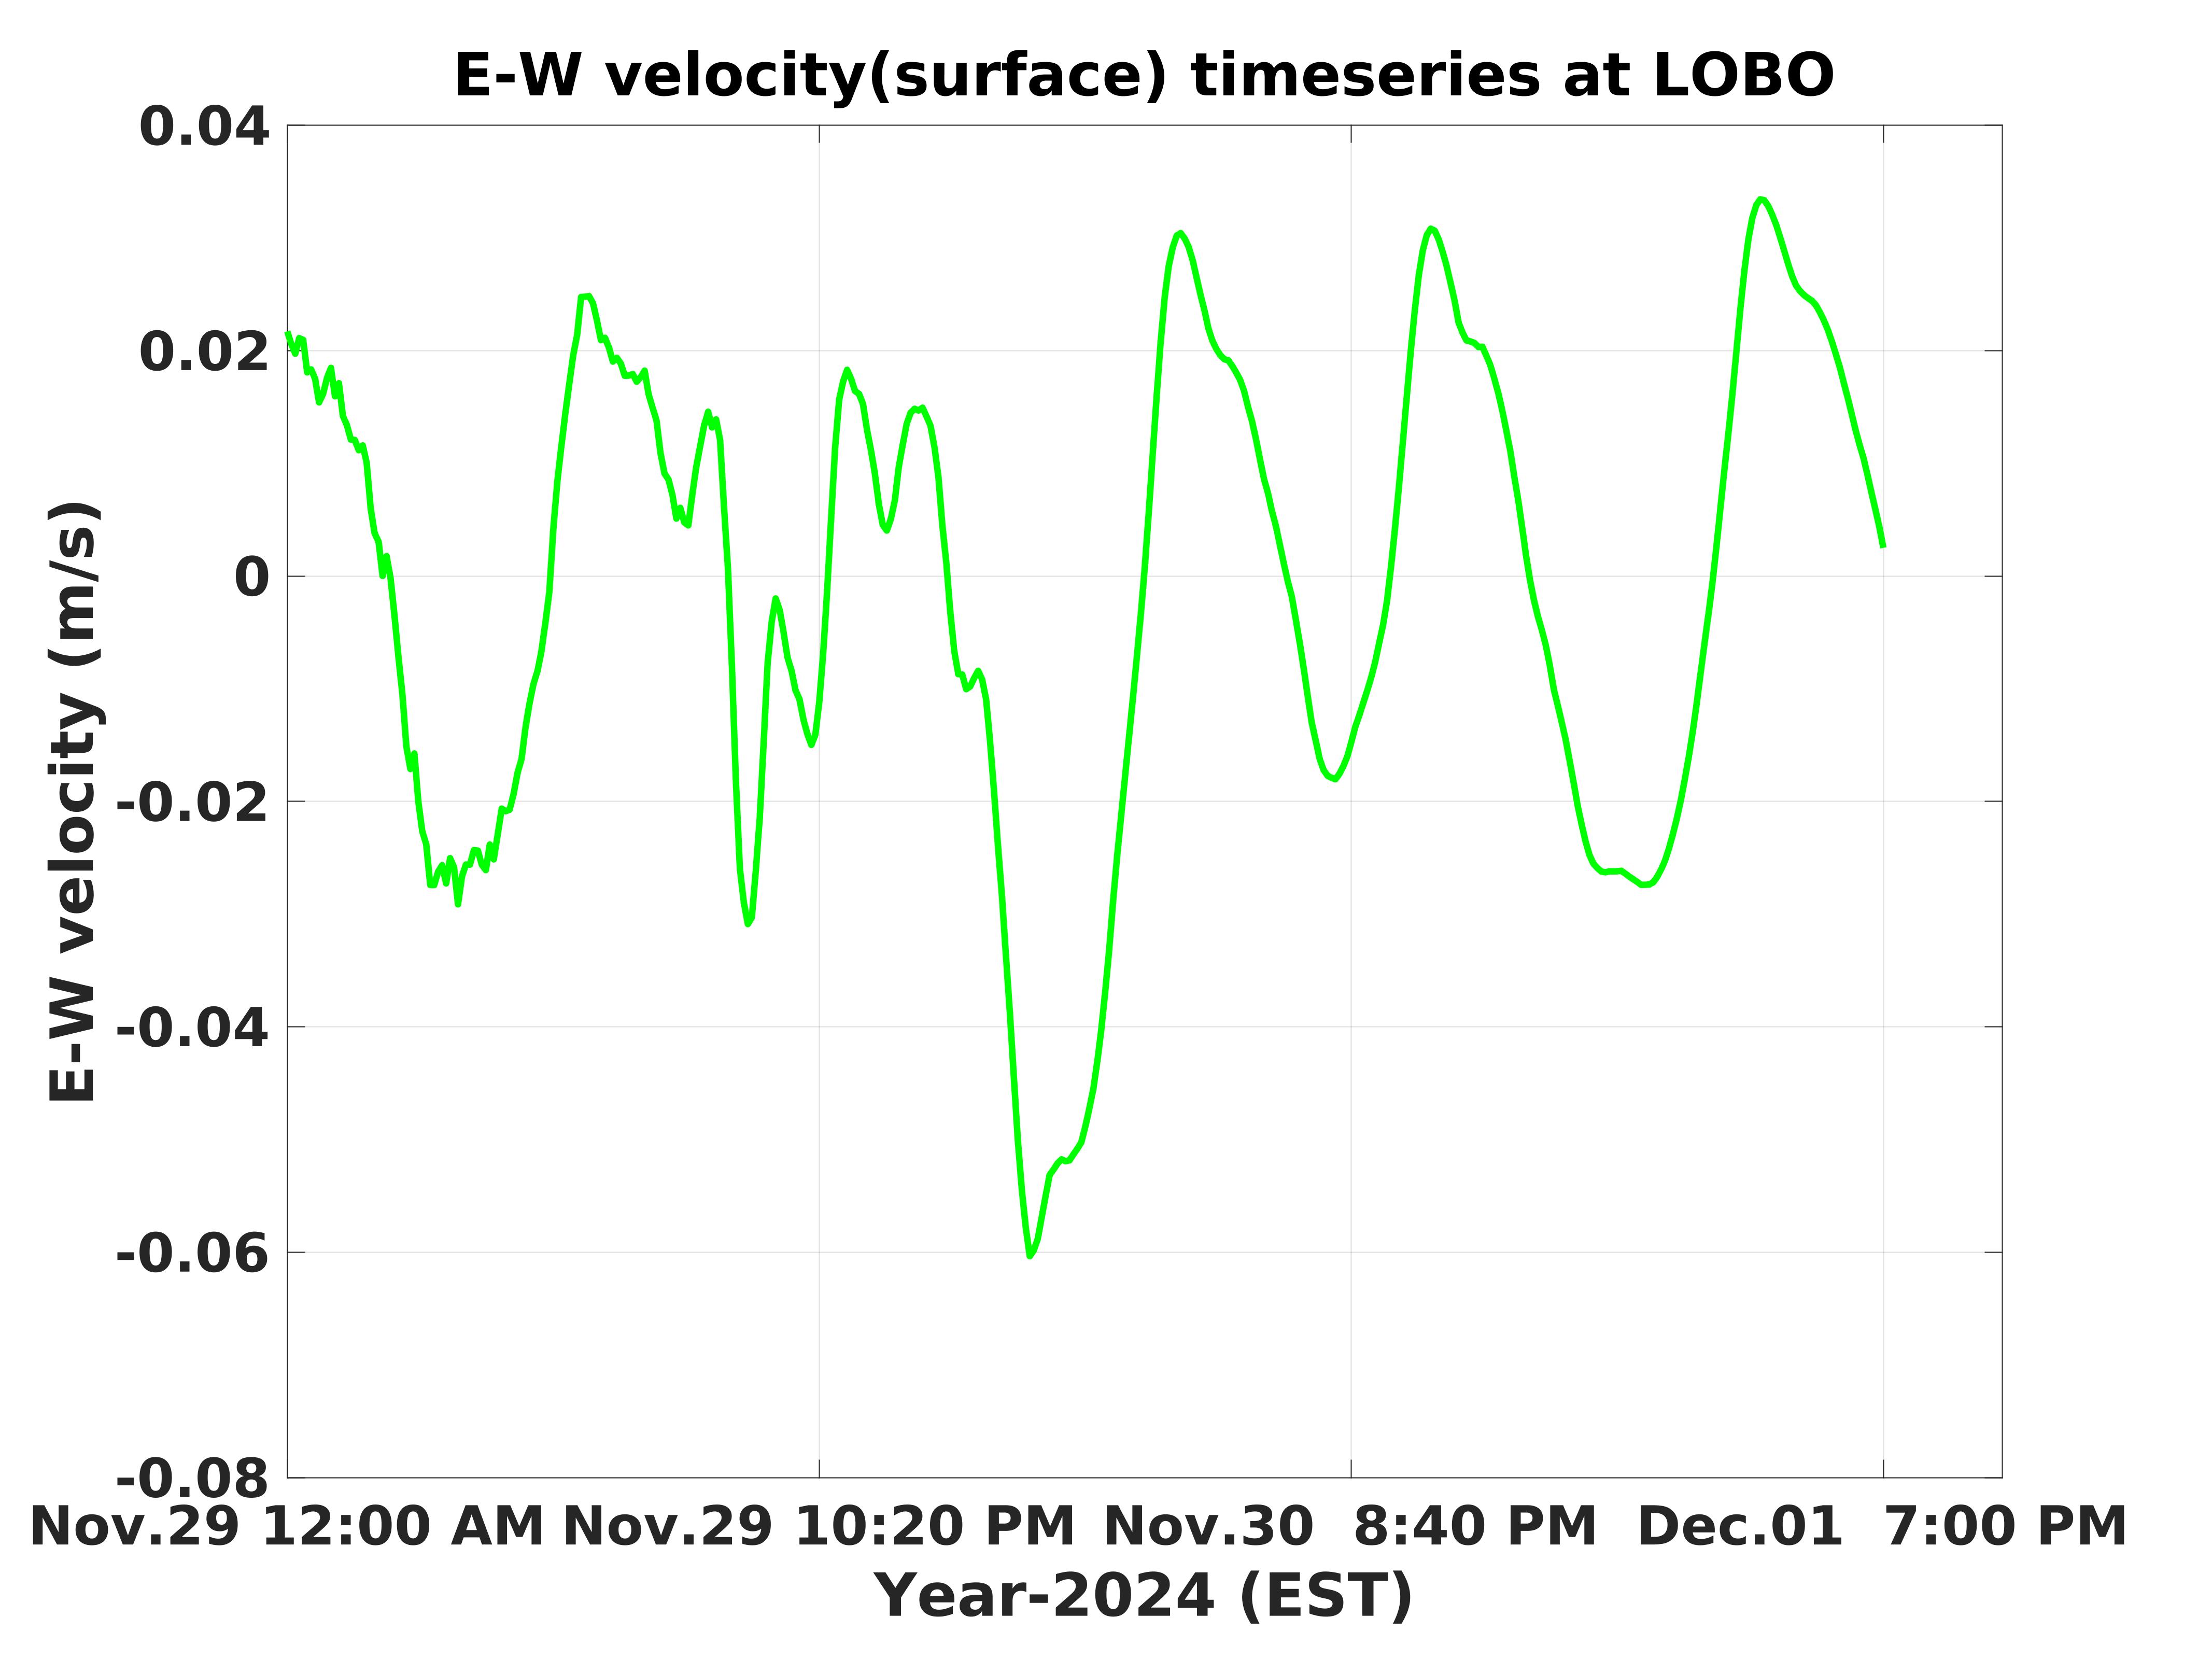 E-W velocity(surface) timeseries at LOBO
0.04
0.02
0
-0.02
-0.04
-0.06
-0.08
E-W velocity (m/s)
Nov.29 12:00 AM Nov.29 10:20 PM Nov.30 8:40 PM Dec.01 7:00 PM
Year-2024 (EST)